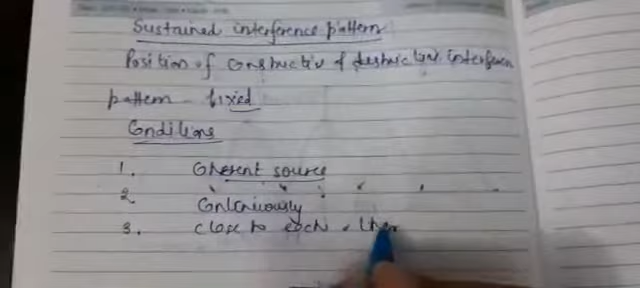 Sustained interference pattern
Position of constructive & destructive interference
pattern - fixed
Conditions
1. Coherent source
2 Continuously
3. close to each other